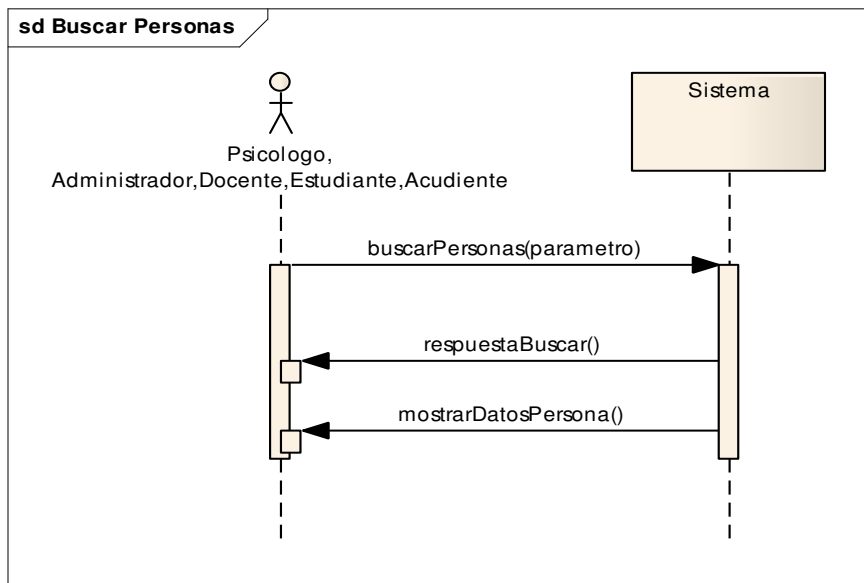 sd Buscar Personas
Psicologo,
Administrador,Docente,Estudiante,Acudiente
Sistema
buscarPersonas(parametro)
respuestaBuscar()
mostrarDatosPersona()